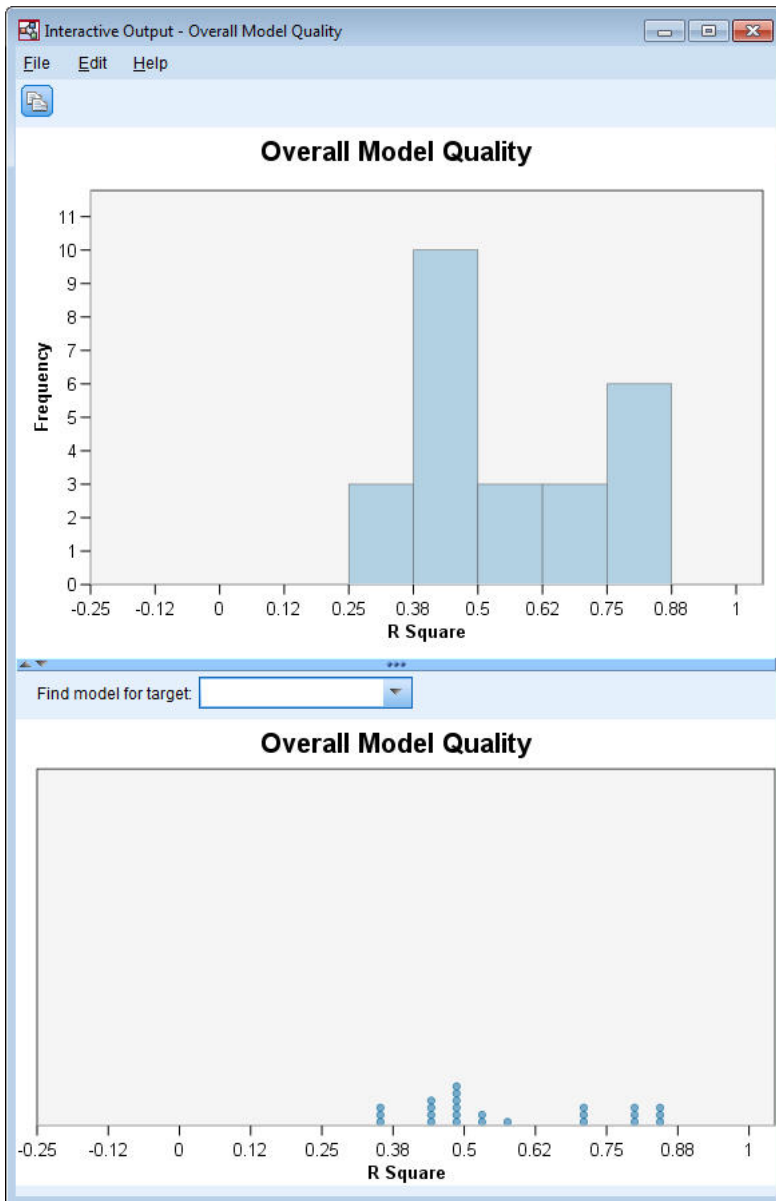 Interactive Output - Overall Model Quality
File Edit Help
Overall Model Quality
11
10
9
8
7
6
5
4
3
2
1
0
Frequency
-0.25 -0.12 0 0.12 0.25 0.38 0.5 0.62 0.75 0.88 1
R Square
Find model for target:
Overall Model Quality
-0.25 -0.12 0 0.12 0.25 0.38 0.5 0.62 0.75 0.88 1
R Square